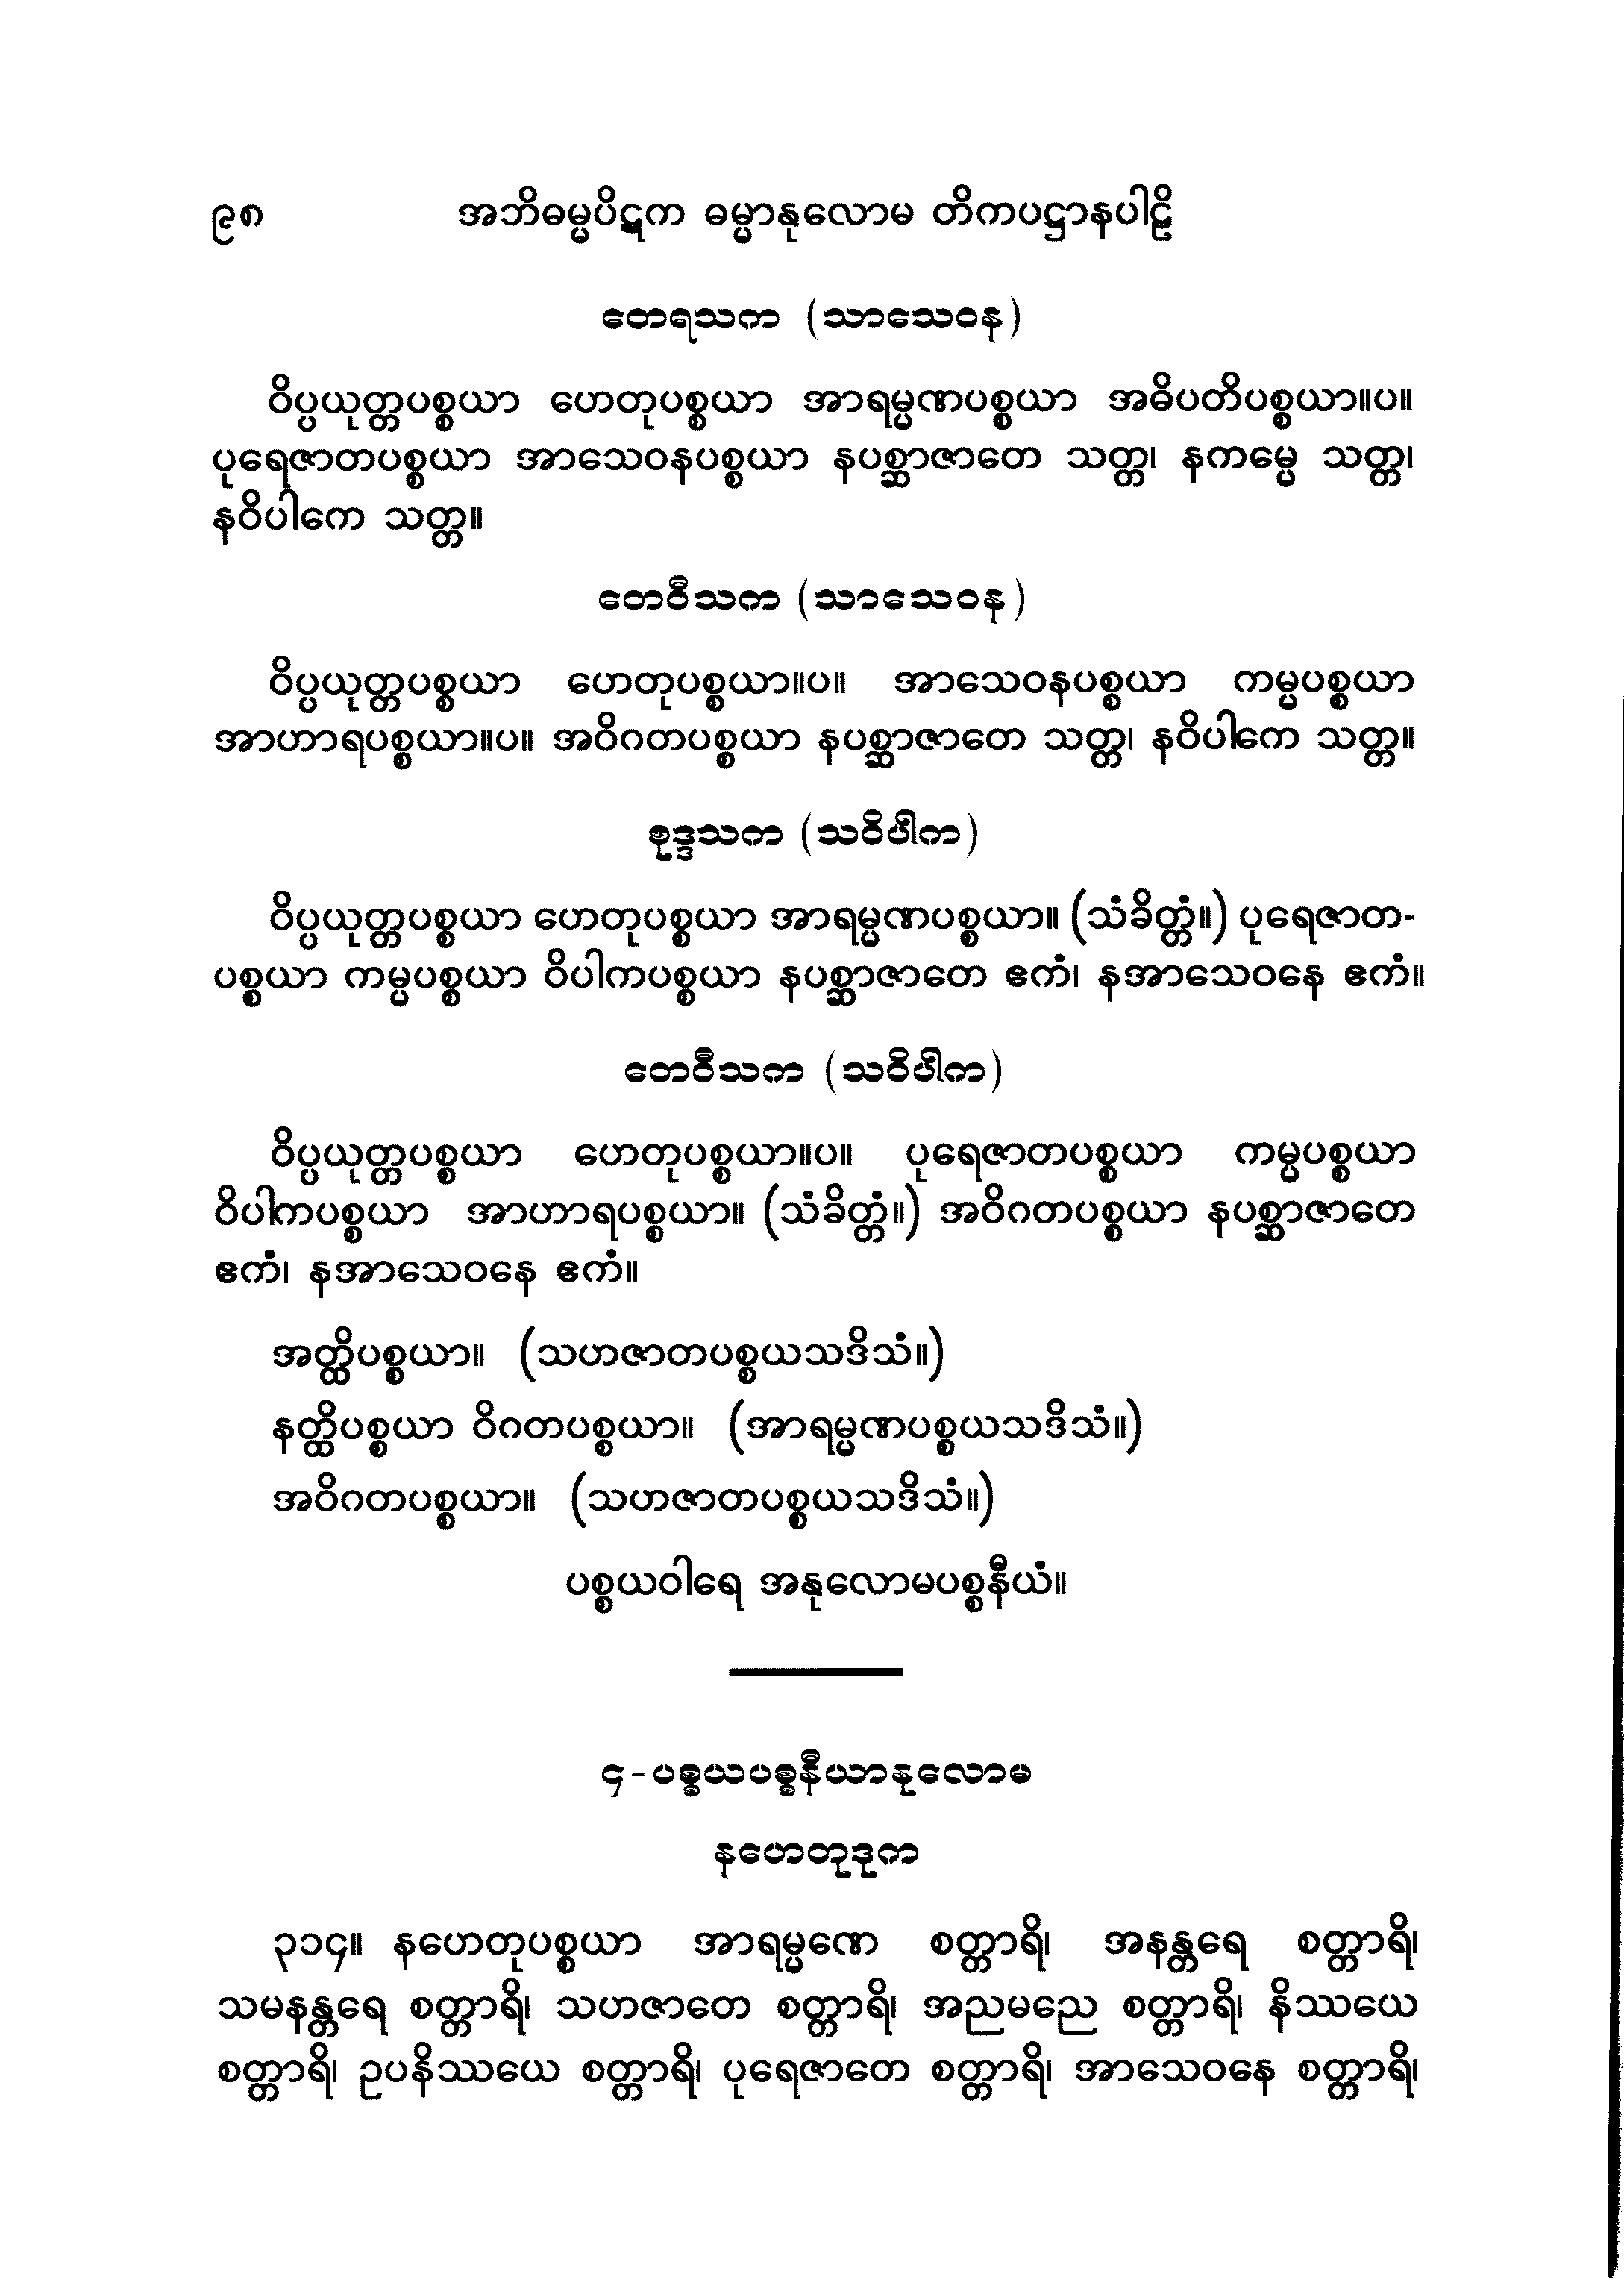 ၉၈ အဘိဓမ္မပိဋက ဓမ္မာနုလောမ တိကပဋ္ဌာနပါဠိ
တေရသက (သာသေဝန)
ဝိပ္ပယုတ္တပစ္စယာ ဟေတုပစ္စယာ အာရမ္မဏပစ္စယာ အဓိပတိပစ္စယာ။ပ။
ပုရေဇာတပစ္စယာ အာသေဝနပစ္စယာ နပစ္ဆာဇာတေ သတ္တ၊ နကမ္မေ သတ္တ၊
နဝိပါကေ သတ္တ။
တေဝီသက (သာသေဝန)
ဝိပ္ပယုတ္တပစ္စယာ ဟေတုပစ္စယာ။ပ။ အာသေဝနပစ္စယာ ကမ္မပစ္စယာ
အာဟာရပစ္စယာ။ပ။ အဝိဂတပစ္စယာ နပစ္ဆာဇာတေ သတ္တ၊ နဝိပါကေ သတ္တ။
စုဒ္ဒသက (သဝိပါက)
ဝိပ္ပယုတ္တပစ္စယာ ဟေတုပစ္စယာ အာရမ္မဏပစ္စယာ။ (သံခိတ္တံ။) ပုရေဇာတ-
ပစ္စယာ ကမ္မပစ္စယာ ဝိပါကပစ္စယာ နပစ္ဆာဇာတေ ဧကံ၊ နအာသေဝနေ ဧကံ။
တေဝီသက (သဝိပါက)
ဝိပ္ပယုတ္တပစ္စယာ ဟေတုပစ္စယာ။ပ။ ပုရေဇာတပစ္စယာ ကမ္မပစ္စယာ
ဝိပါကပစ္စယာ အာဟာရပစ္စယာ။ (သံခိတ္တံ။) အဝိဂတပစ္စယာ နပစ္ဆာဇာတေ
ဧကံ၊ နအာသေဝနေ ဧကံ။
အတ္ထိပစ္စယာ။ (သဟဇာတပစ္စယသဒိသံ။)
နတ္ထိပစ္စယာ ဝိဂတပစ္စယာ။ (အာရမ္မဏပစ္စယသဒိသံ။)
အဝိဂတပစ္စယာ။ (သဟဇာတပစ္စယသဒိသံ။)
ပစ္စယဝါရေ အနုလောမပစ္စနီယံ။
၄-ပစ္စယပစ္စနီယာနုလောမ
နဟေတုဒုက
၃၁၄။ နဟေတုပစ္စယာ အာရမ္မဏေ စတ္တာရိ၊ အနန္တရေ စတ္တာရိ၊
သမနန္တရေ စတ္တာရိ၊ သဟဇာတေ စတ္တာရိ၊ အညမညေ စတ္တာရိ၊ နိဿယေ
စတ္တာရိ၊ ဥပနိဿယေ စတ္တာရိ၊ ပုရေဇာတေ စတ္တာရိ၊ အာသေဝနေ စတ္တာရိ၊